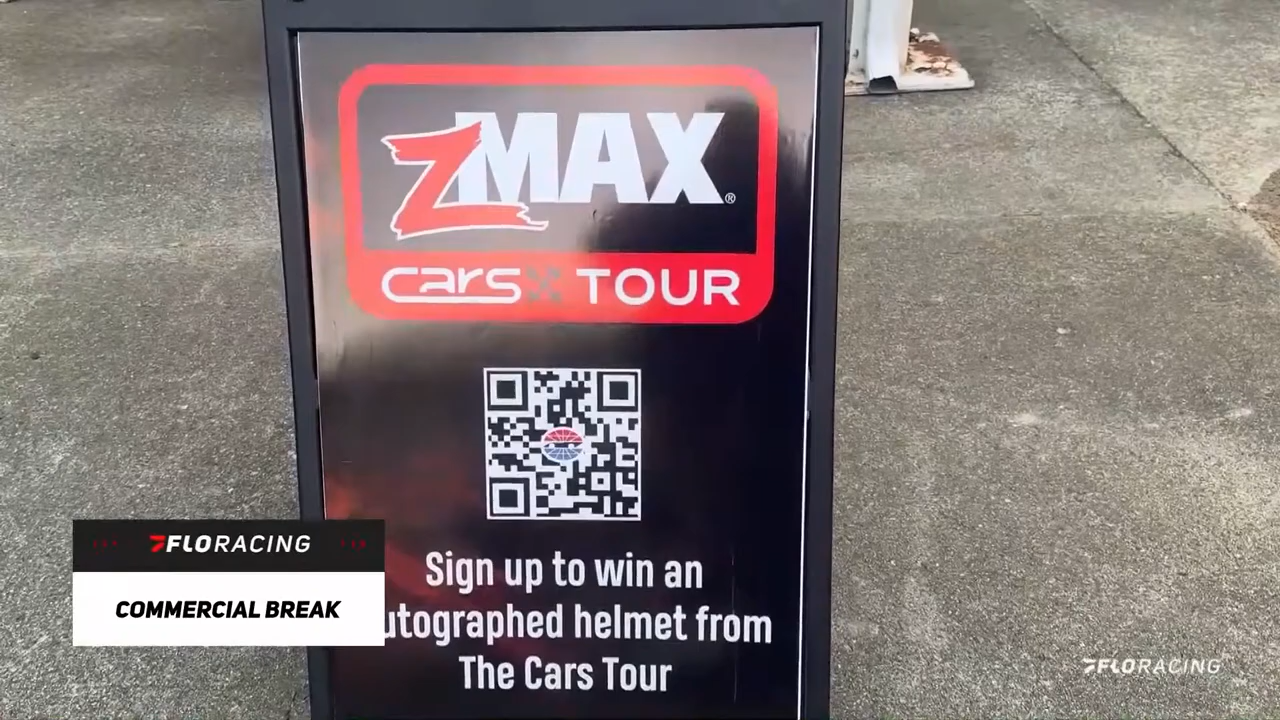 zMAX®
cars TOUR
Sign up to win an
utographed helmet from
The Cars Tour
FLORACING
COMMERCIAL BREAK
FLORACING